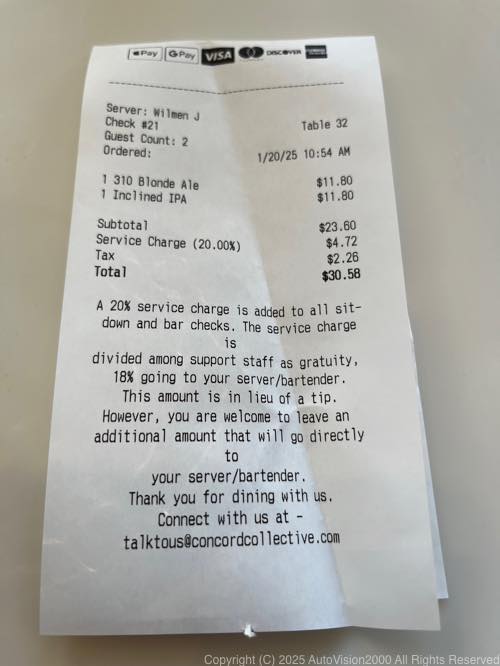 Pay
G Pay
VISA
DISCOVER
Server: Wilmen J
Check #21
Table 32
Guest Count: 2
Ordered:
1/20/25 10:54 AM
1 310 Blonde Ale $11.80
1 Inclined IPA $11.80
Subtotal $23.60
Service Charge (20.00%) $4.72
Tax $2.26
Total $30.58
A 20% service charge is added to all sit-
down and bar checks. The service charge
is
divided among support staff as gratuity,
18% going to your server/bartender.
This amount is in lieu of a tip.
However, you are welcome to leave an
additional amount that will go directly
to
your server/bartender.
Thank you for dining with us.
Connect with us at -
talktous@concordcollective.com
Copyright (C) 2025 AutoVision2000 All Rights Reserved